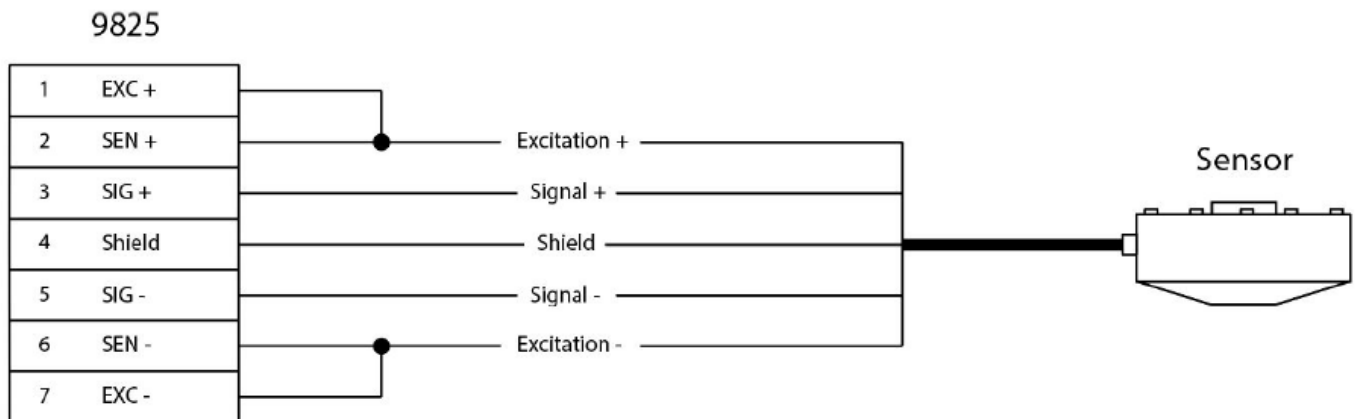 9825
1 EXC +
2 SEN + Excitation +
Sensor
3 SIG + Signal +
4 Shield Shield
5 SIG - Signal -
6 SEN - Excitation -
7 EXC -